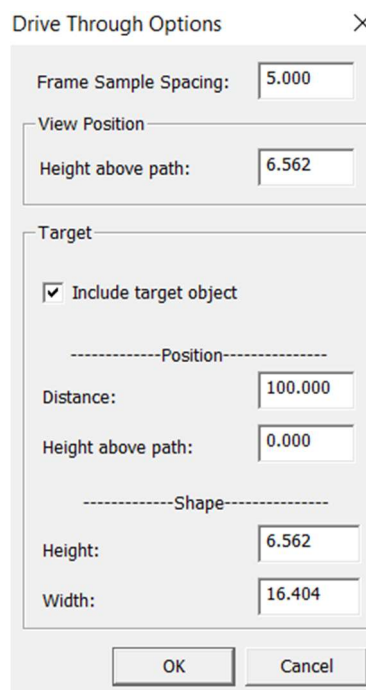 Drive Through Options
Frame Sample Spacing: 5.000
View Position
Height above path: 6.562
Target
Include target object
-------------Position---------------
Distance: 100.000
Height above path: 0.000
-------------Shape---------------
Height: 6.562
Width: 16.404
OK Cancel